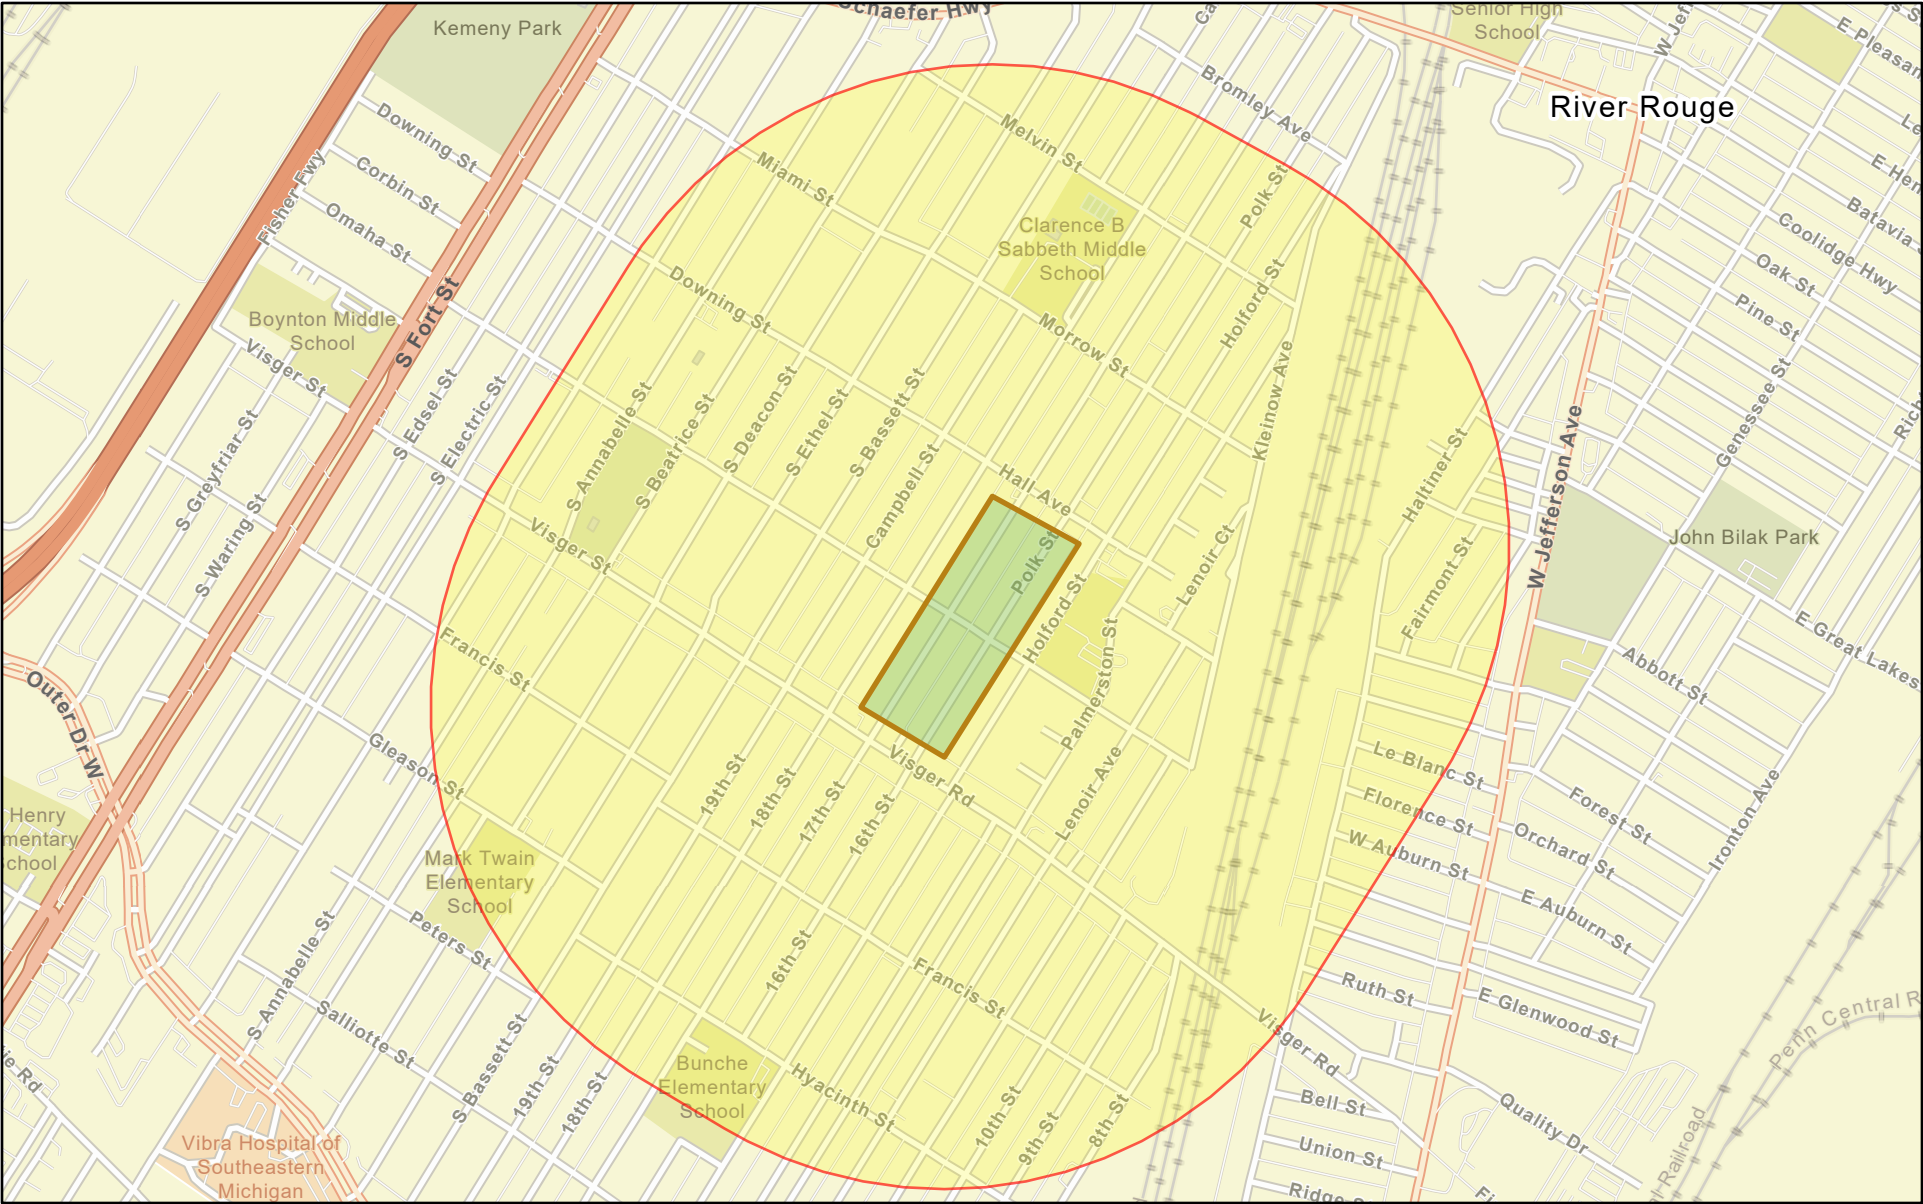 Schaefer Hwy
Kemeny Park
Senior High
School
W Jef
E Pleasan
River Rouge
Bromley Ave
Melvin St
Miami St
Downing St
Corbin St
Omaha St
Fisher Fwy
Polk St
Clarence B
Sabbeth Middle
School
E Hen
Batavia
Coolidge Hwy
Oak St
Pine St
Boynton Middle
School
S Fort St
Visger St
Downing St
Holford St
Morrow St
Kleinow Ave
Genessee St
S Edsel St
S Electric St
S Greyfriar St
S Waring St
S Annabelle St
S Beatrice St
S Deacon St
S Ethel St
S Bassett St
Campbell St
Hall Ave
Haltiner St
W Jefferson Ave
John Bilak Park
Visger St
Polk St
Holford St
Lenoir Ct
Fairmont St
Palmerston St
E Great Lakes
Abbott St
Francis St
Outer Dr W
Gleason St
Visger Rd
19th St
18th St
17th St
16th St
Lenoir Ave
Le Blanc St
Florence St
W Auburn St
Forest St
Orchard St
Ironton Ave
E Auburn St
Henry
mentary
chool
Mark Twain
Elementary
School
Peters St
S Annabelle St
Salliotte St
16th St
Francis St
Ruth St
E Glenwood St
Penn Central R
Visger Rd
S Bassett St
19th St
18th St
Bunche
Elementary
School
Hyacinth St
10th St
9th St
8th St
Bell St
Union St
Quality Dr
Railroad
ie Rd
Vibra Hospital of
Southeastern
Michigan